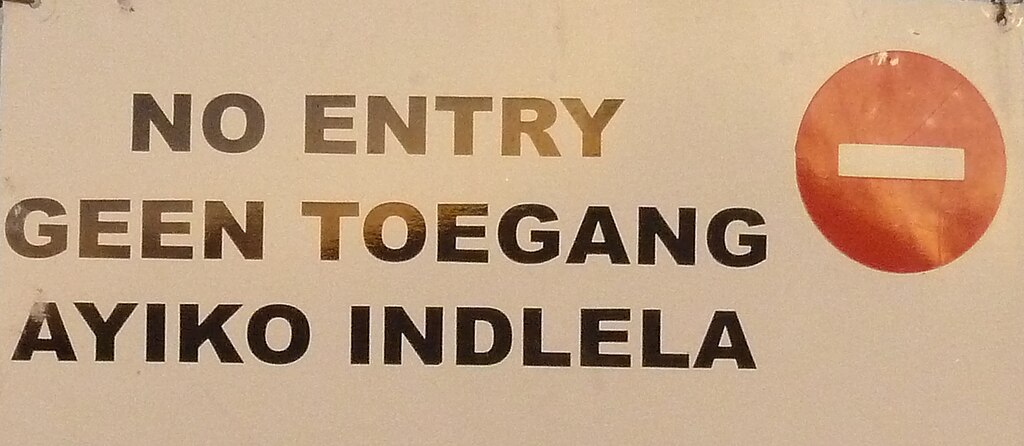 NO ENTRY
GEEN TOEGANG
AYIKO INDLELA